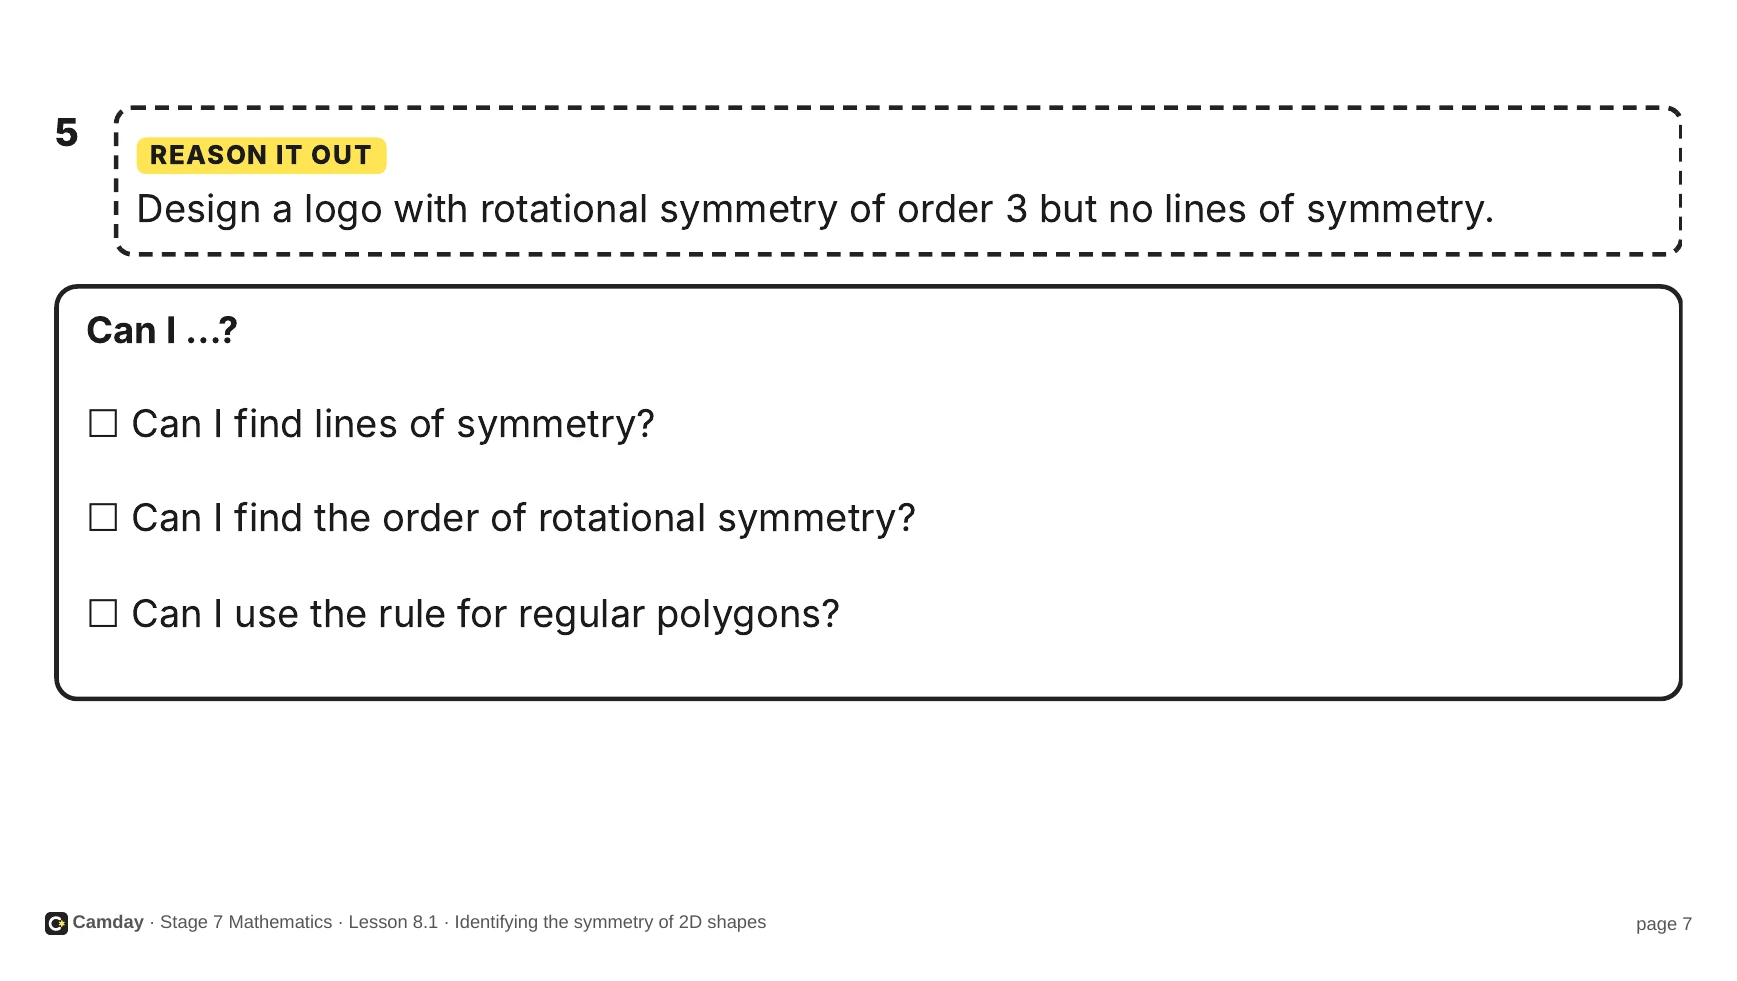 5
REASON IT OUT
Design a logo with rotational symmetry of order 3 but no lines of symmetry.
Can I …?
☐ Can I find lines of symmetry?
☐ Can I find the order of rotational symmetry?
☐ Can I use the rule for regular polygons?
Camday · Stage 7 Mathematics · Lesson 8.1 · Identifying the symmetry of 2D shapes
page 7